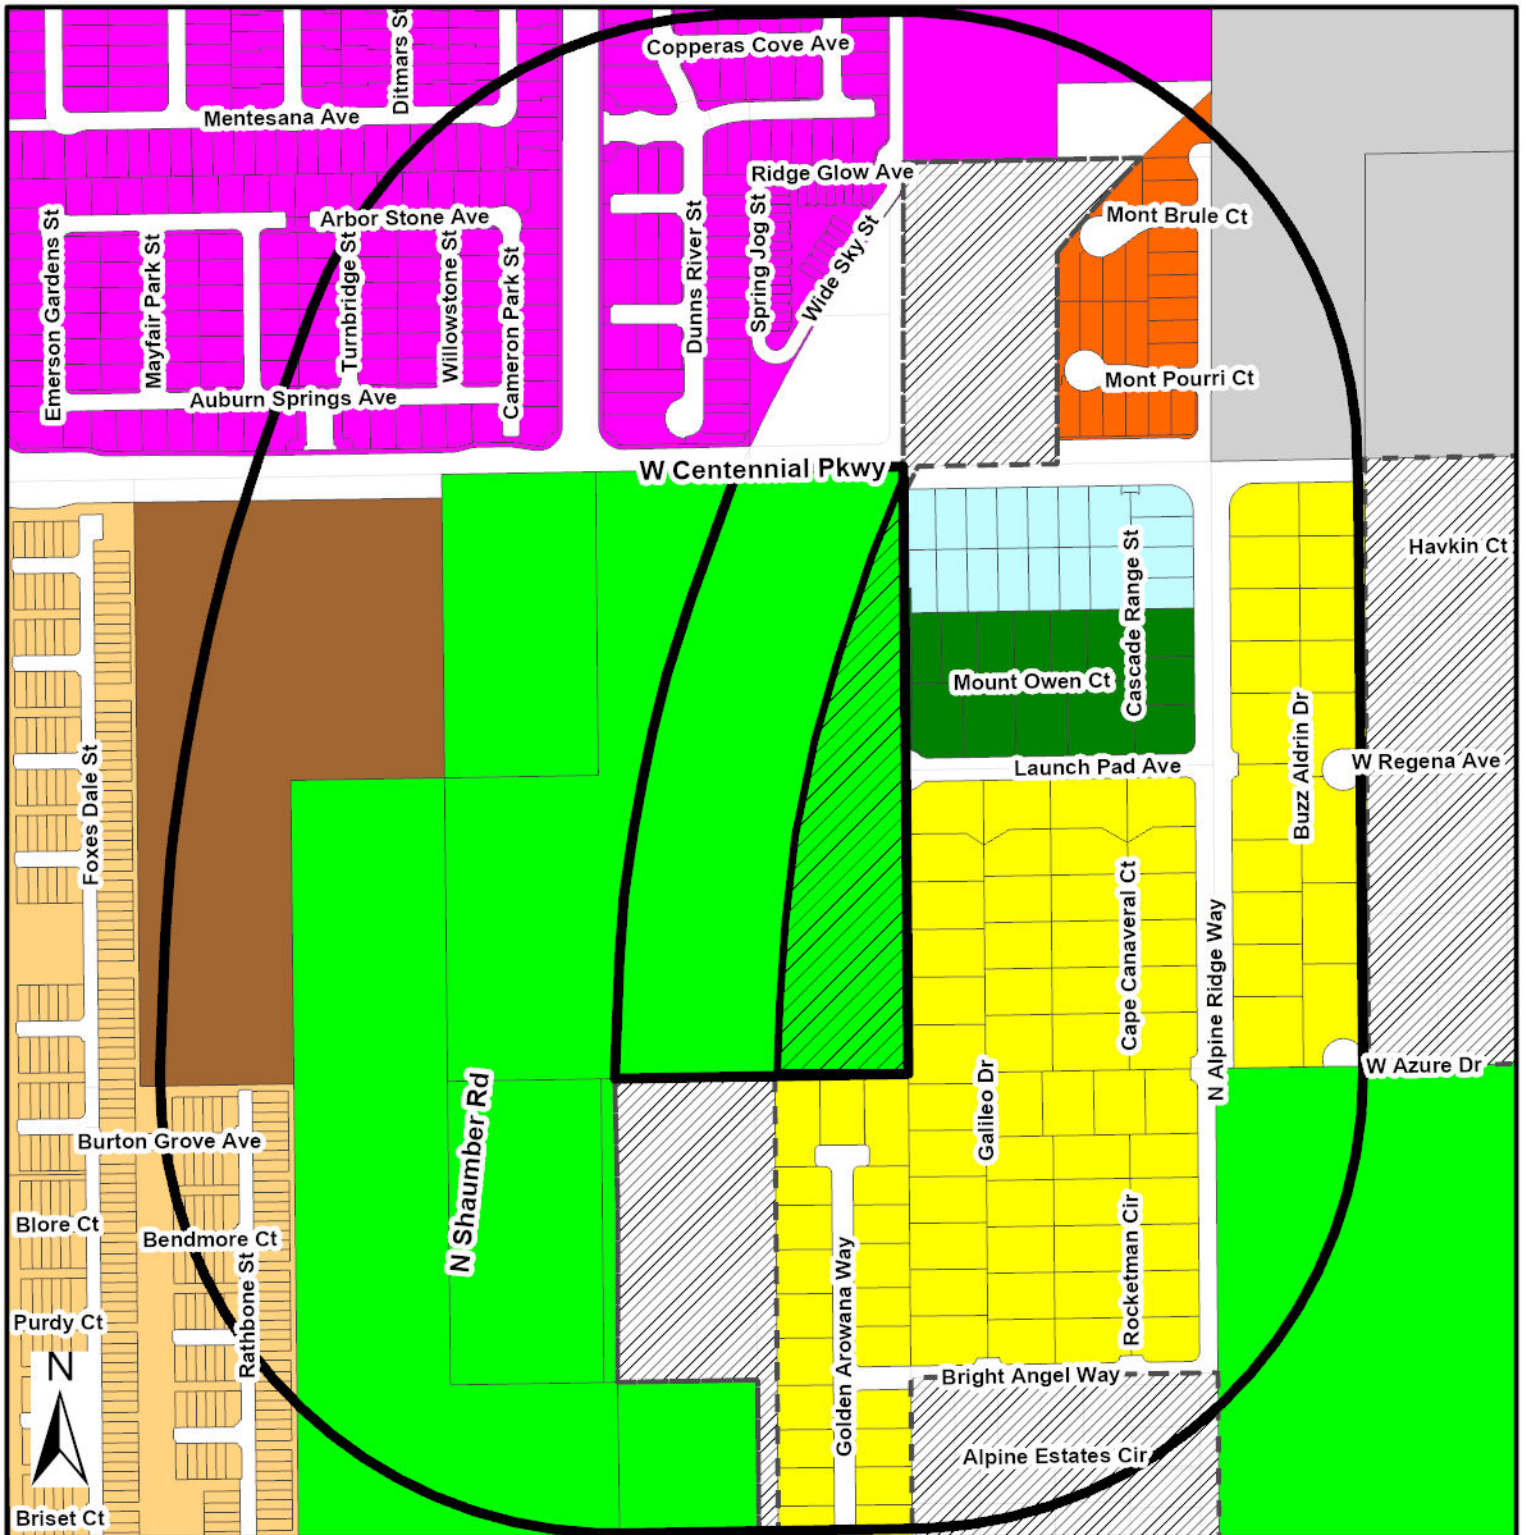 Ditmars St
Copperas Cove Ave
Mentesana Ave
Ridge Glow Ave
Emerson Gardens St
Mayfair Park St
Arbor Stone Ave
Turnbridge St
Willowstone St
Cameron Park St
Dunns River St
Spring Jog St
Wide Sky St
Mont Brule Ct
Mont Pourri Ct
Auburn Springs Ave
W Centennial Pkwy
Havkin Ct
Cascade Range St
Mount Owen Ct
Launch Pad Ave
Buzz Aldrin Dr
W Regena Ave
Foxes Dale St
Cape Canaveral Ct
N Alpine Ridge Way
W Azure Dr
Galileo Dr
N Shaumber Rd
Burton Grove Ave
Blore Ct
Bendmore Ct
Rathbone St
Golden Arowana Way
Rocketman Cir
Purdy Ct
N
Bright Angel Way
Alpine Estates Cir
Briset Ct